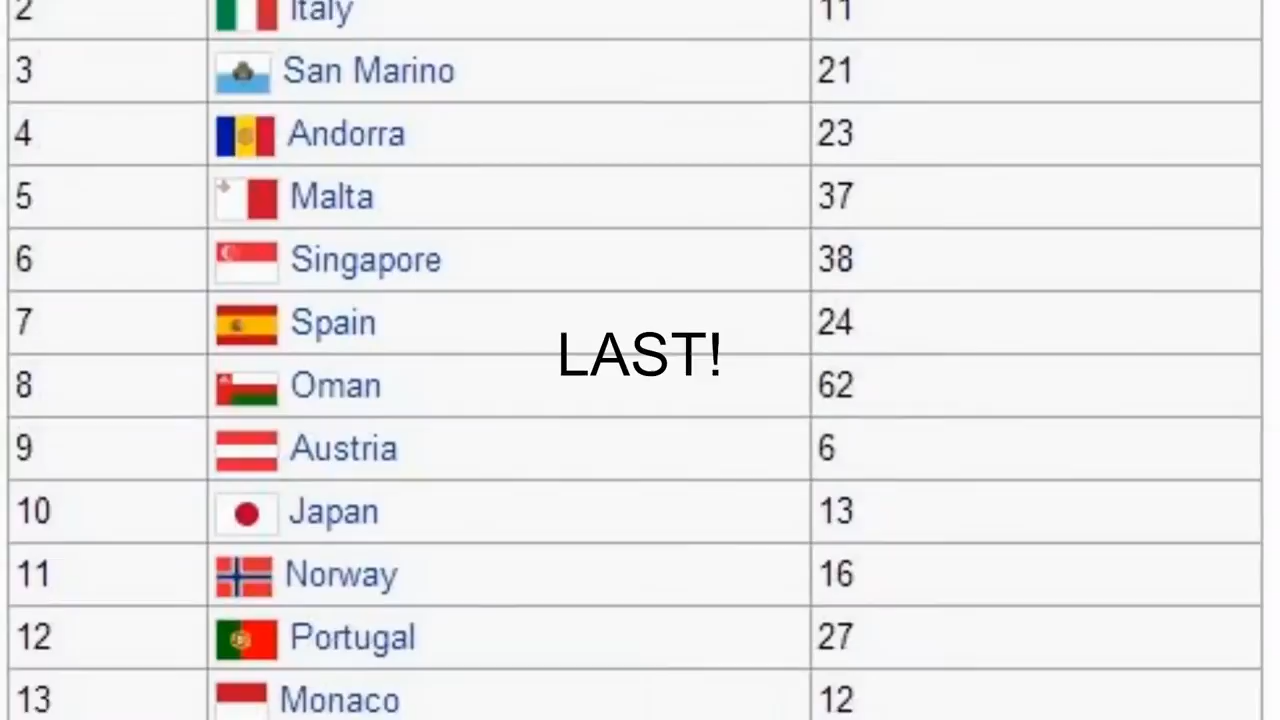 2 Italy 11
3 San Marino 21
4 Andorra 23
5 Malta 37
6 Singapore 38
7 Spain 24
LAST!
8 Oman 62
9 Austria 6
10 Japan 13
11 Norway 16
12 Portugal 27
13 Monaco 12